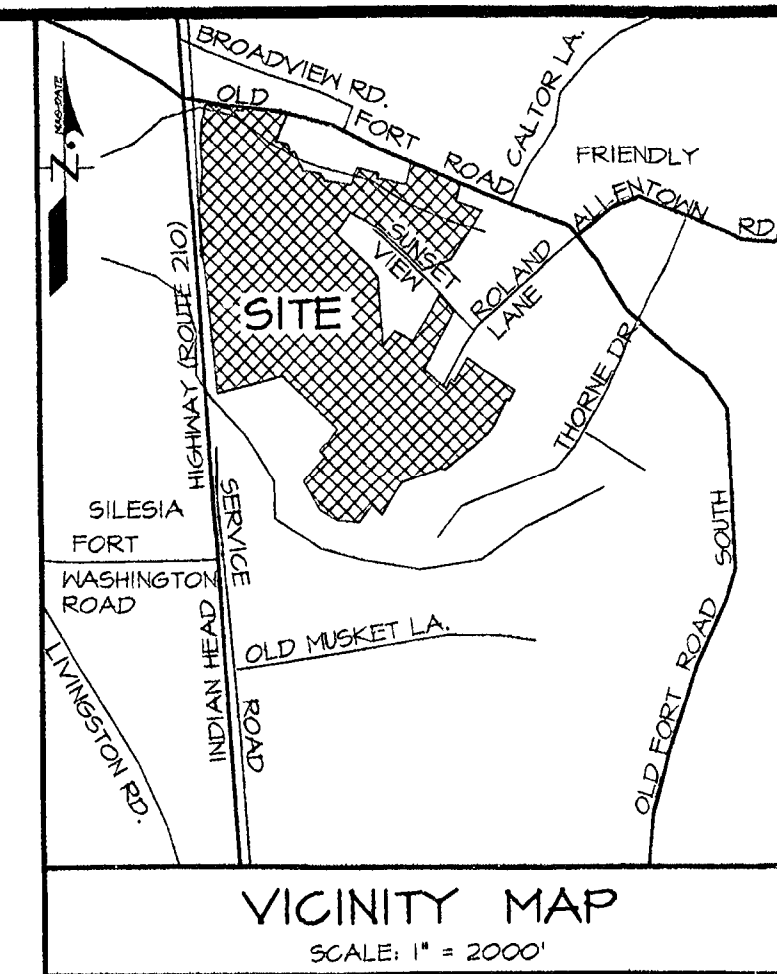 BROADVIEW RD.
OLD FORT ROAD
CALTOR LA.
FRIENDLY
ALLENTOWN RD.
N.
SUNSET
VIEW
ROLAND
LANE
SITE
THORNE DR.
INDIAN HEAD HIGHWAY (ROUTE 210)
SILESIA
FORT
WASHINGTON
ROAD
SERVICE ROAD
OLD MUSKET LA.
LIVINGSTON RD.
OLD FORT ROAD SOUTH
VICINITY MAP
SCALE: 1" = 2000'